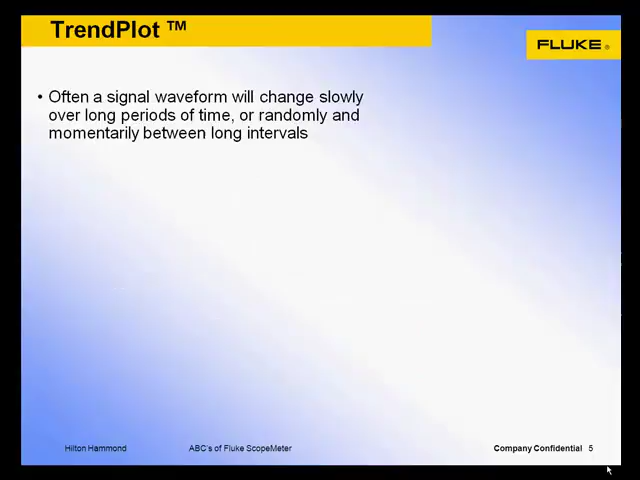 TrendPlot ™
FLUKE ®
• Often a signal waveform will change slowly
over long periods of time, or randomly and
momentarily between long intervals
Hilton Hammond ABC's of Fluke ScopeMeter Company Confidential 5